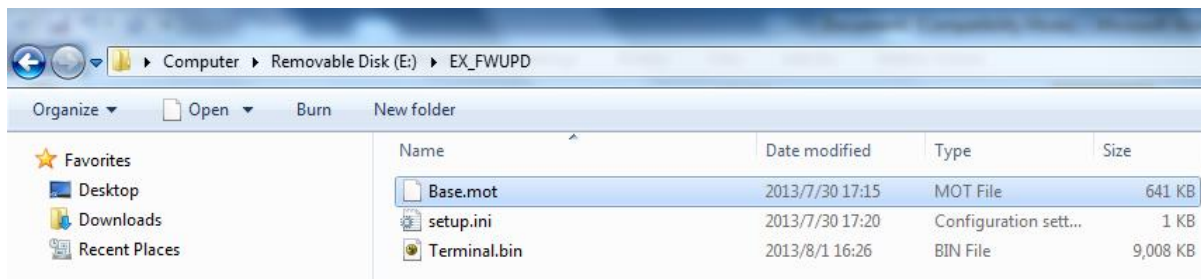 Computer Removable Disk (E:) EX_FWUPD
Organize Open Burn New folder
Favorites
Desktop
Downloads
Recent Places
Name Date modified Type Size
Base.mot 2013/7/30 17:15 MOT File 641 KB
setup.ini 2013/7/30 17:20 Configuration sett... 1 KB
Terminal.bin 2013/8/1 16:26 BIN File 9,008 KB